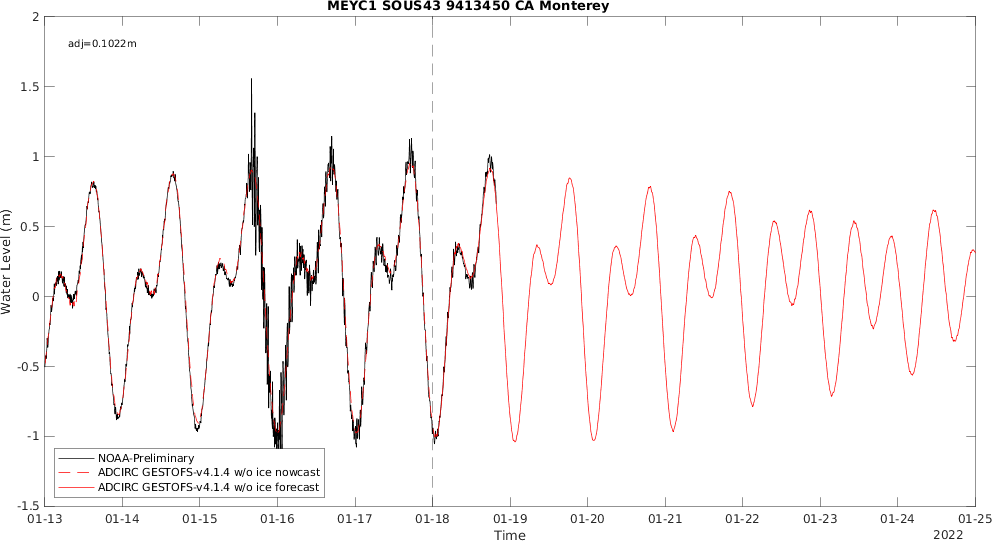 MEYC1 SOUS43 9413450 CA Monterey
adj=0.1022m
Water Level (m)
2
1.5
1
0.5
0
-0.5
-1
-1.5
NOAA-Preliminary
ADCIRC GESTOFS-v4.1.4 w/o ice nowcast
ADCIRC GESTOFS-v4.1.4 w/o ice forecast
01-13 01-14 01-15 01-16 01-17 01-18 01-19 01-20 01-21 01-22 01-23 01-24 01-25
Time
2022